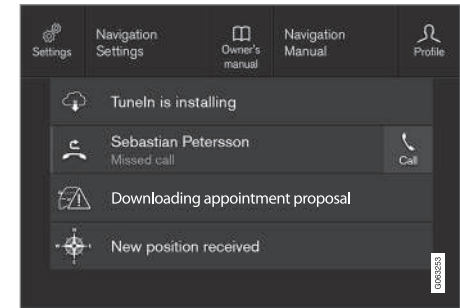 Settings
Navigation
Settings
Owner's
manual
Navigation
Manual
Profile
TuneIn is installing
Sebastian Petersson
Missed call
Call
Downloading appointment proposal
New position received
G063253